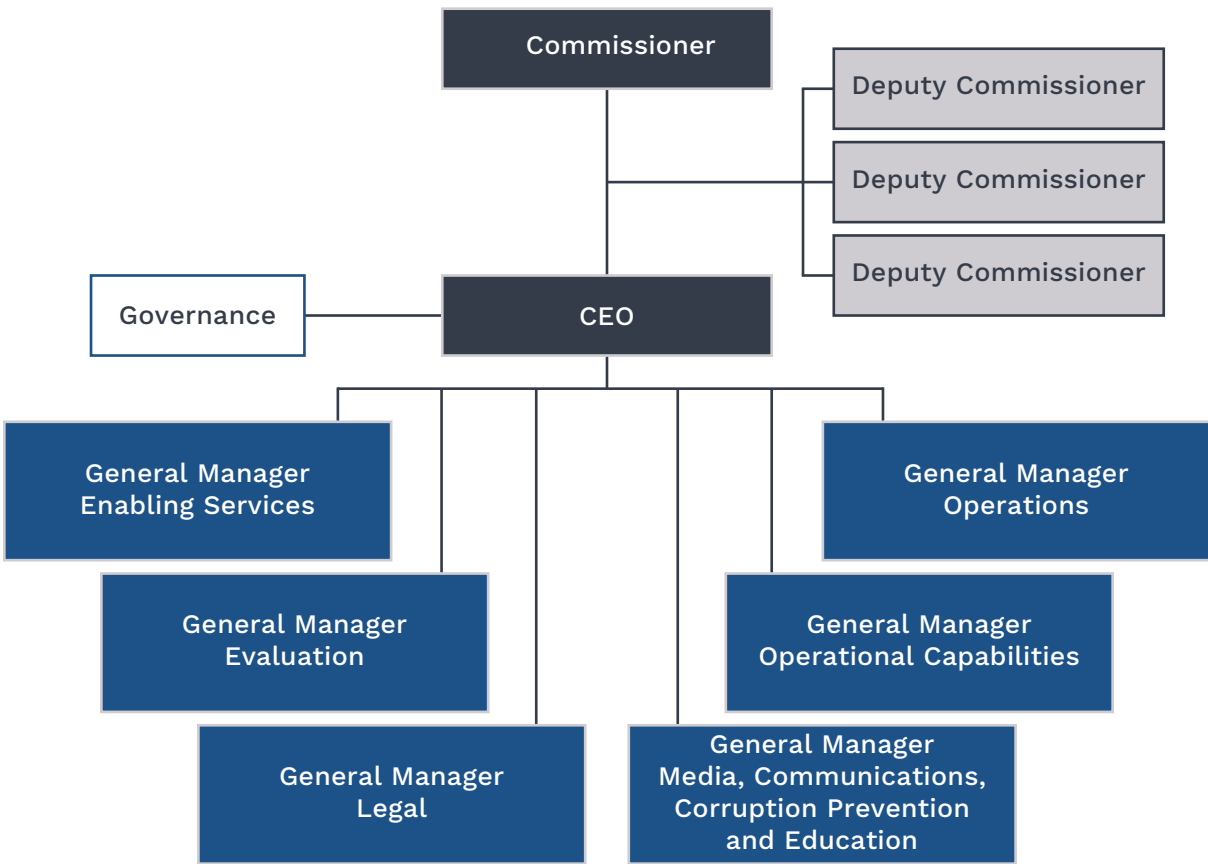 Commissioner
Deputy Commissioner
Deputy Commissioner
Deputy Commissioner
Governance
CEO
General Manager
Enabling Services
General Manager
Operations
General Manager
Evaluation
General Manager
Operational Capabilities
General Manager
Legal
General Manager
Media, Communications,
Corruption Prevention
and Education